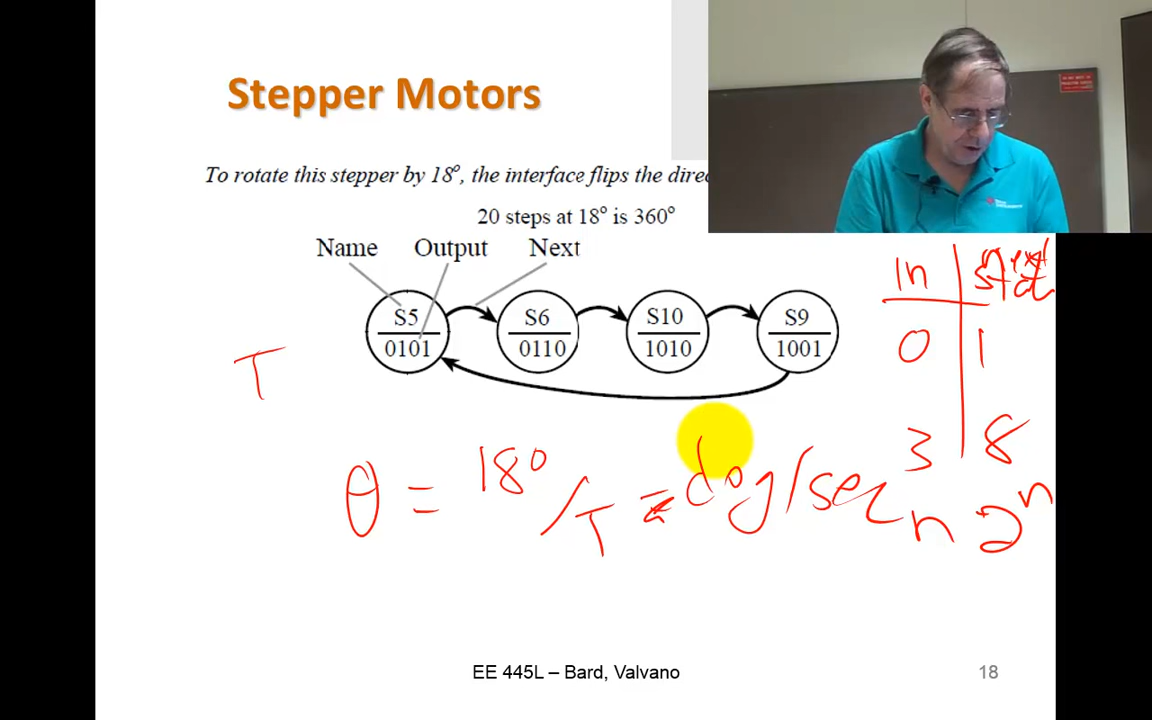 Stepper Motors
To rotate this stepper by 18°, the interface flips the direc
20 steps at 18° is 360°
Name Output Next
S5 S6 S10 S9
0101 0110 1010 1001
In next
0 1
T
3 8
θ = 18° / T = deg/sec
n 2^n
EE 445L – Bard, Valvano
18